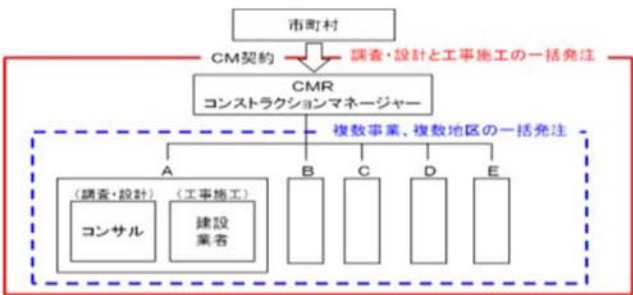 市町村
CM契約
調査・設計と工事施工の一括発注
CMR
コンストラクションマネージャー
複数事業、複数地区の一括発注
A
B
C
D
E
(調査・設計)
(工事施工)
コンサル
建設
業者